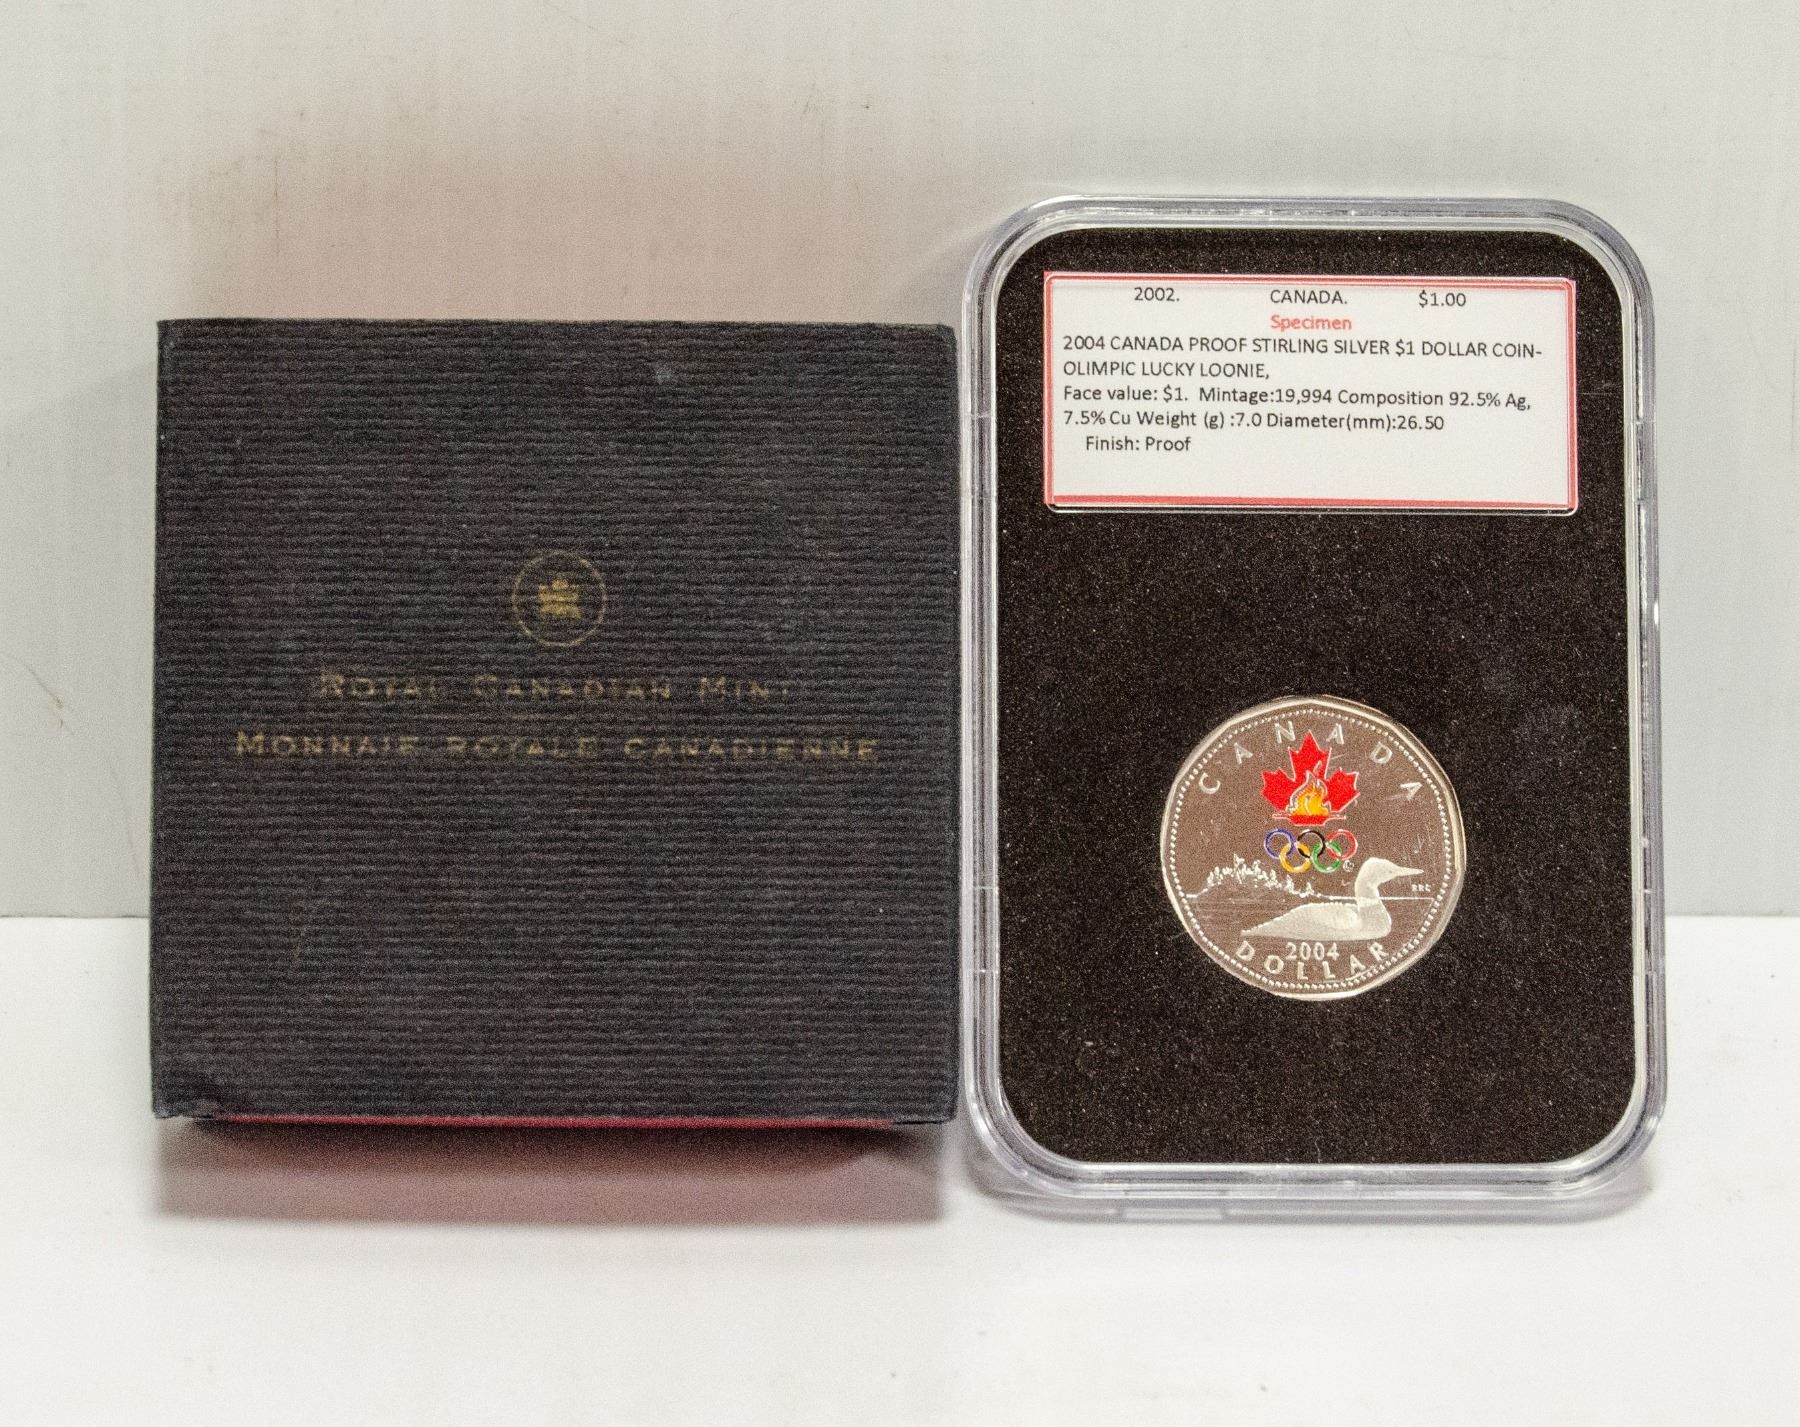 ROYAL CANADIAN MINT
MONNAIE ROYALE CANADIENNE
2002. CANADA. $1.00
Specimen
2004 CANADA PROOF STIRLING SILVER $1 DOLLAR COIN-
OLIMPIC LUCKY LOONIE,
Face value: $1. Mintage:19,994 Composition 92.5% Ag,
7.5% Cu Weight (g) :7.0 Diameter(mm):26.50
Finish: Proof
CANADA
RRC
2004
DOLLAR